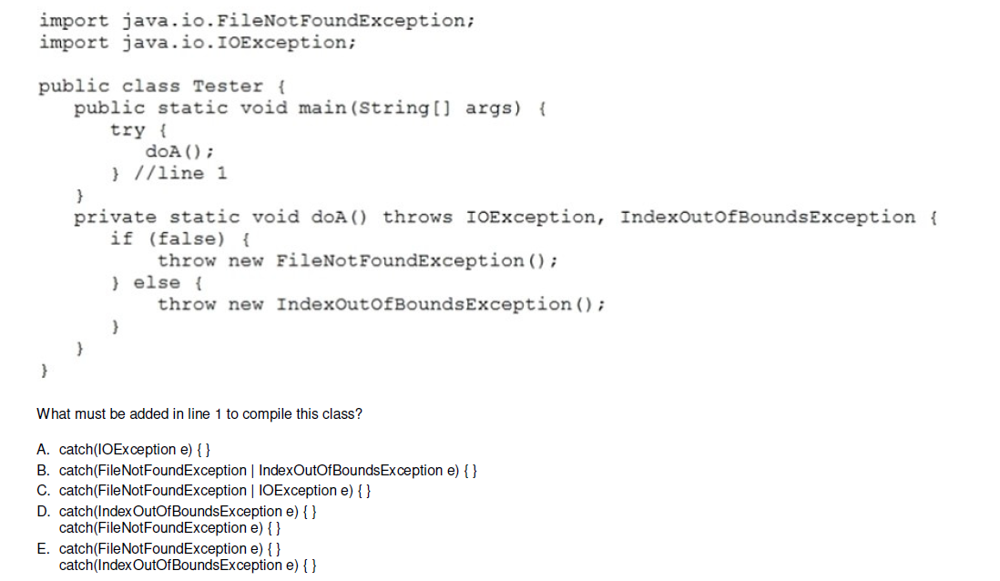 import java.io.FileNotFoundException;
import java.io.IOException;
public class Tester {
public static void main(String[] args) {
try {
doA();
} //line 1
}
private static void doA() throws IOException, IndexOutOfBoundsException {
if (false) {
throw new FileNotFoundException();
} else {
throw new IndexOutOfBoundsException();
}
}
}
What must be added in line 1 to compile this class?
A. catch(IOException e) { }
B. catch(FileNotFoundException | IndexOutOfBoundsException e) { }
C. catch(FileNotFoundException | IOException e) { }
D. catch(IndexOutOfBoundsException e) { }
catch(FileNotFoundException e) { }
E. catch(FileNotFoundException e) { }
catch(IndexOutOfBoundsException e) { }